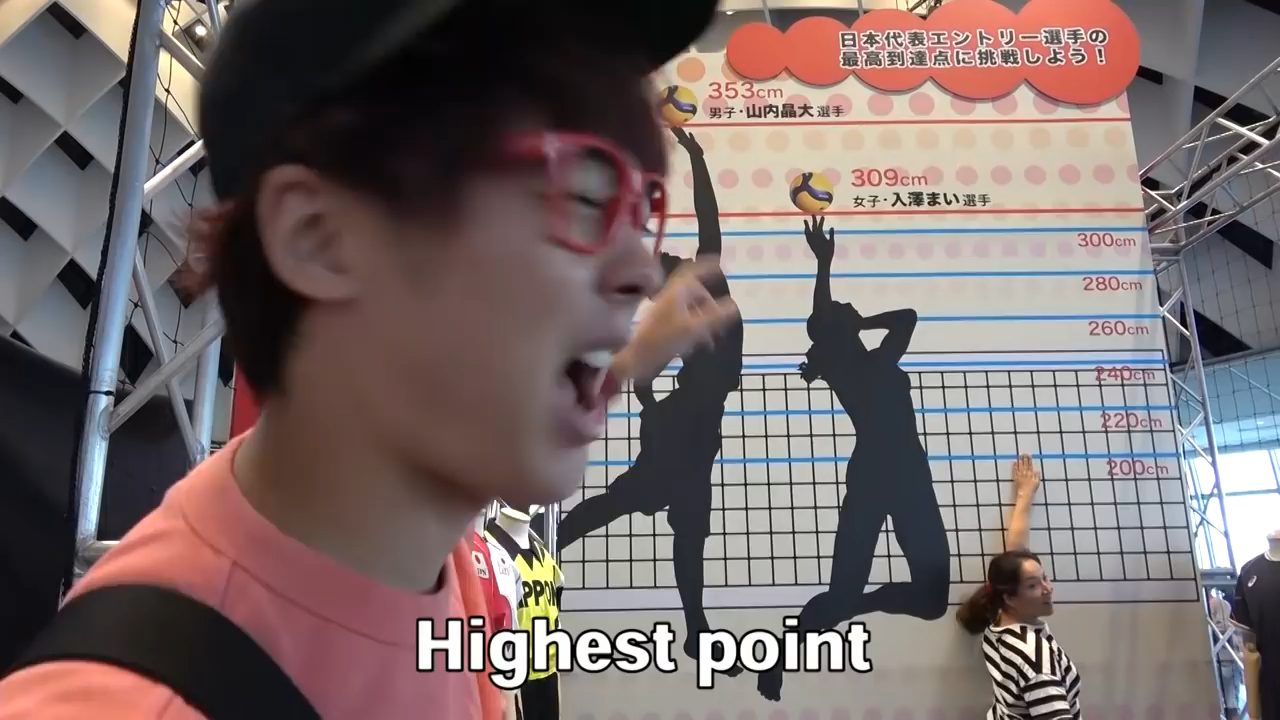 日本代表エントリー選手の
最高到達点に挑戦しよう！
353cm
男子・山内晶大選手
309cm
女子・入澤まい選手
300cm
280cm
260cm
240cm
220cm
200cm
JPN
IPPON
Highest point